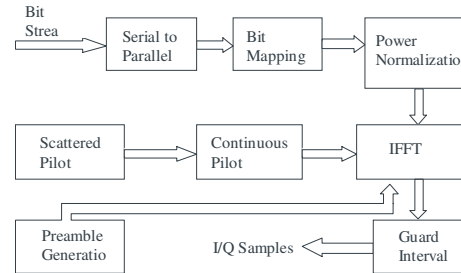 Bit
Strea
Serial to
Parallel
Bit
Mapping
Power
Normalizatio
Scattered
Pilot
Continuous
Pilot
IFFT
Preamble
Generatio
I/Q Samples
Guard
Interval